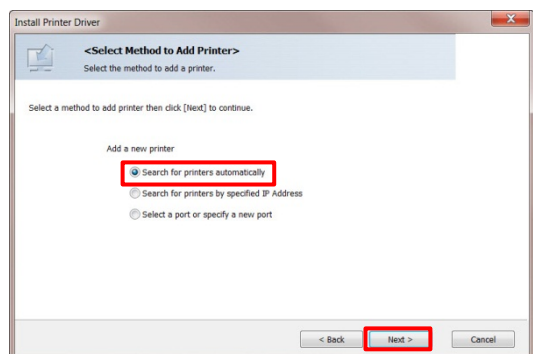 Install Printer Driver
<Select Method to Add Printer>
Select the method to add a printer.
Select a method to add printer then click [Next] to continue.
Add a new printer
Search for printers automatically
Search for printers by specified IP Address
Select a port or specify a new port
< Back
Next >
Cancel